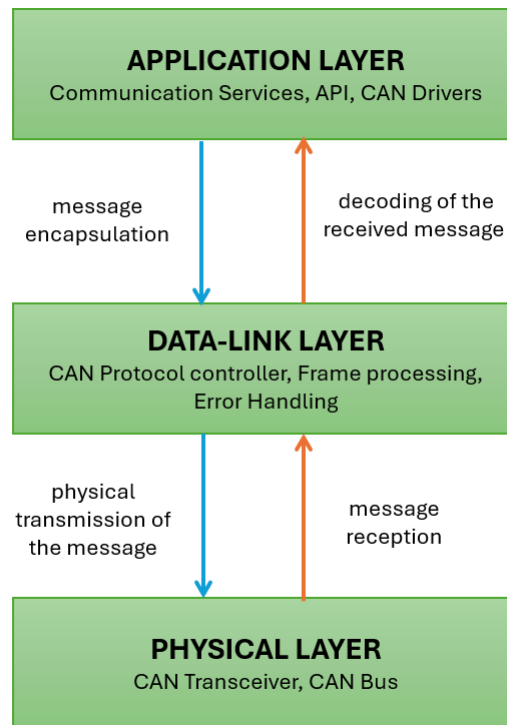 APPLICATION LAYER
Communication Services, API, CAN Drivers
message
encapsulation
decoding of the
received message
DATA-LINK LAYER
CAN Protocol controller, Frame processing,
Error Handling
physical
transmission of
the message
message
reception
PHYSICAL LAYER
CAN Transceiver, CAN Bus